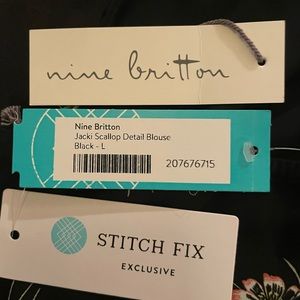 nine britton
Nine Britton
Jacki Scallop Detail Blouse
Black - L
207676715
STITCH FIX
EXCLUSIVE